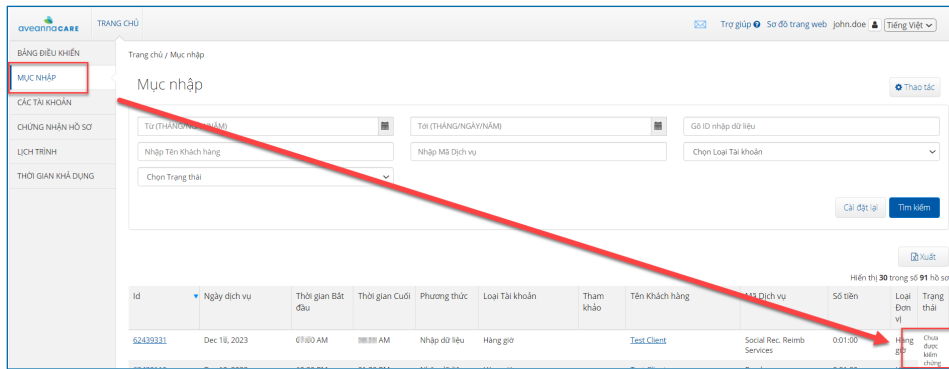 aveannaCARE
TRANG CHỦ
Trợ giúp Sơ đồ trang web john.doe Tiếng Việt
BẢNG ĐIỀU KHIỂN
MỤC NHẬP
CÁC TÀI KHOẢN
CHỨNG NHẬN HỒ SƠ
LỊCH TRÌNH
THỜI GIAN KHẢ DỤNG
Trang chủ / Mục nhập
Mục nhập
Thao tác
Từ (THÁNG/NGÀY/NĂM) Tới (THÁNG/NGÀY/NĂM) Gõ ID nhập dữ liệu
Nhập Tên Khách hàng Nhập Mã Dịch vụ Chọn Loại Tài khoản
Chọn Trạng thái
Cài đặt lại Tìm kiếm
Xuất
Hiển thị 30 trong số 91 hồ sơ
Id Ngày dịch vụ Thời gian Bắt Thời gian Cuối Phương thức Loại Tài khoản Tham Tên Khách hàng Mã Dịch vụ Số tiền Loại Trạng
đầu khảo Đơn thái
vị
62439331 Dec 2023 AM AM Nhập dữ liệu Hàng giờ Test Client Social Rec. Reimb 0:01:00 Hàng Chưa
Services giờ được
kiểm
chứng